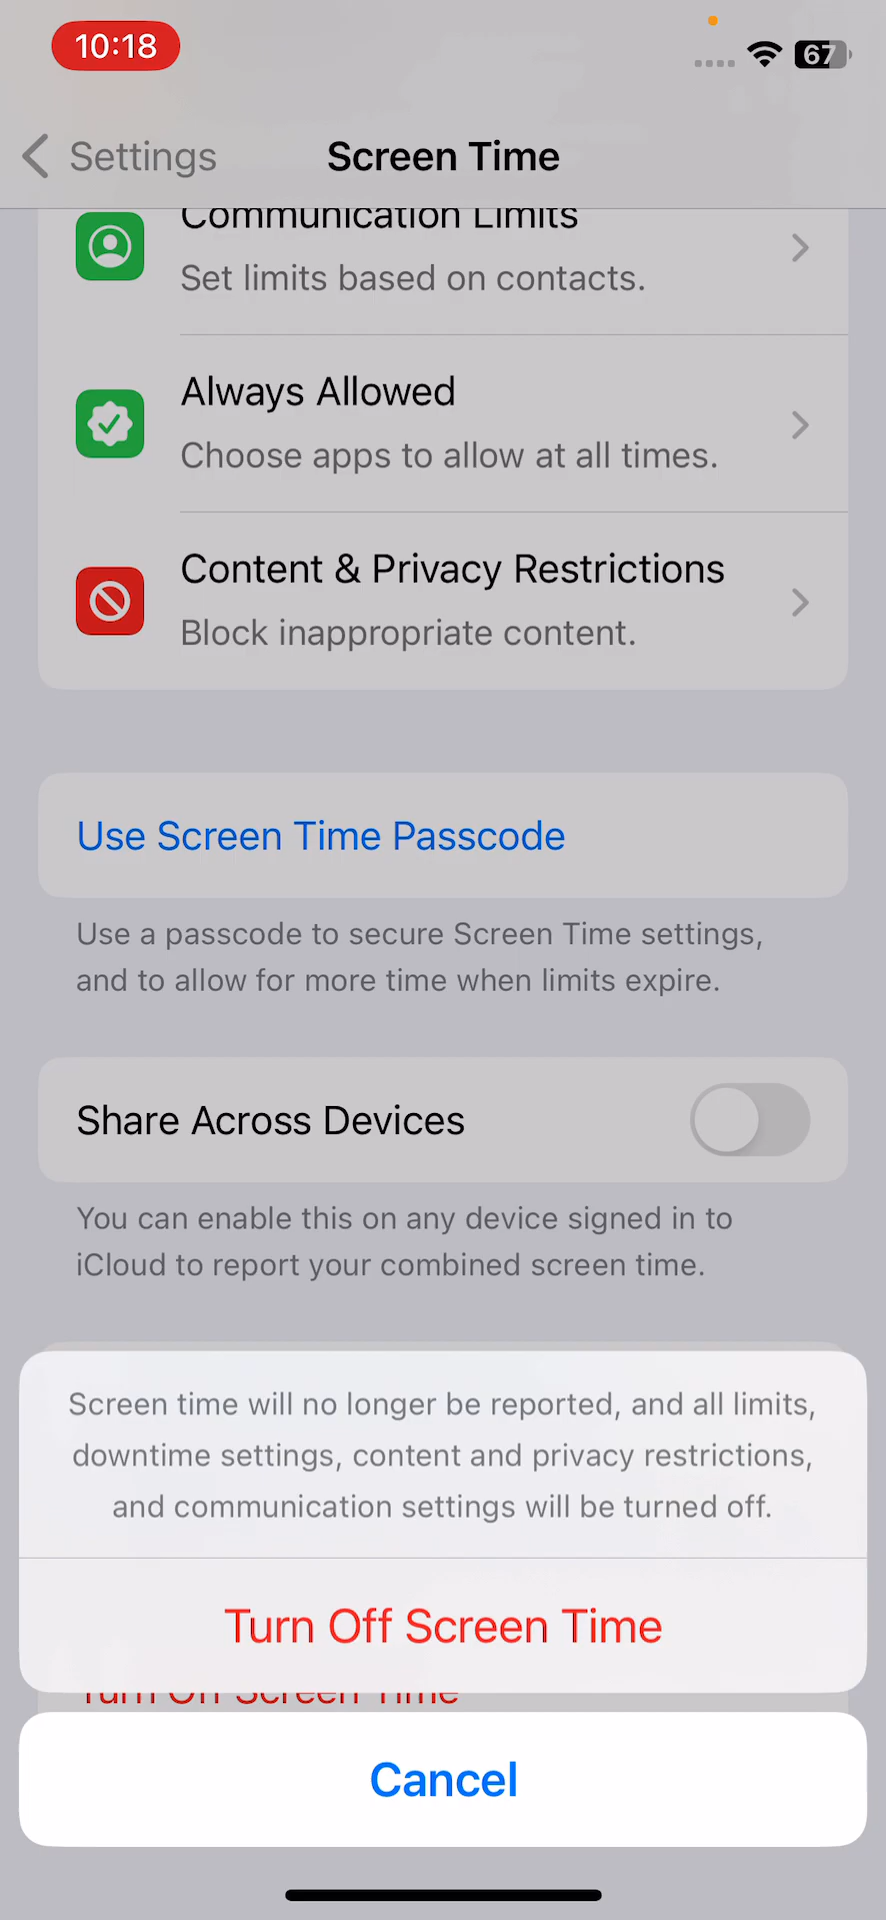 10:18
67
Settings
Screen Time
Communication Limits
Set limits based on contacts.
Always Allowed
Choose apps to allow at all times.
Content & Privacy Restrictions
Block inappropriate content.
Use Screen Time Passcode
Use a passcode to secure Screen Time settings,
and to allow for more time when limits expire.
Share Across Devices
You can enable this on any device signed in to
iCloud to report your combined screen time.
Screen time will no longer be reported, and all limits,
downtime settings, content and privacy restrictions,
and communication settings will be turned off.
Turn Off Screen Time
Turn Off Screen Time
Cancel